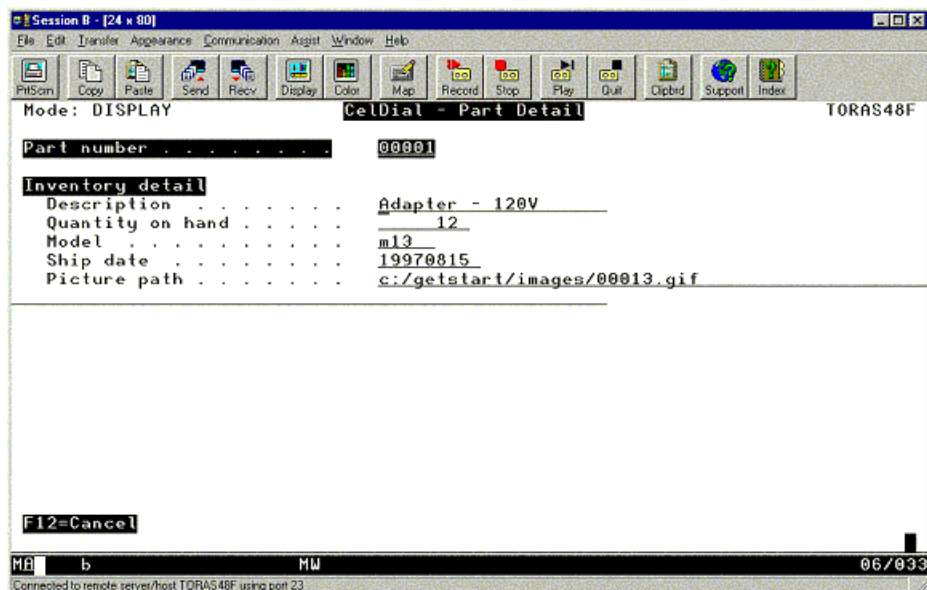 Session B - [24 x 80]
File Edit Transfer Appearance Communication Assist Window Help
PrtScrn Copy Paste Send Recv Display Color Map Record Stop Play Quit Clipbrd Support Index
Mode: DISPLAY CelDial - Part Detail TORAS48F
Part number . . . . . . . . 00001
Inventory detail
Description . . . . . . . Adapter - 120V
Quantity on hand . . . . . 12
Model . . . . . . . . . . m13
Ship date . . . . . . . . 19970815
Picture path . . . . . . . c:/getstart/images/00013.gif
F12=Cancel
MA b MW 06/033
Connected to remote server/host TORAS48F using port 23